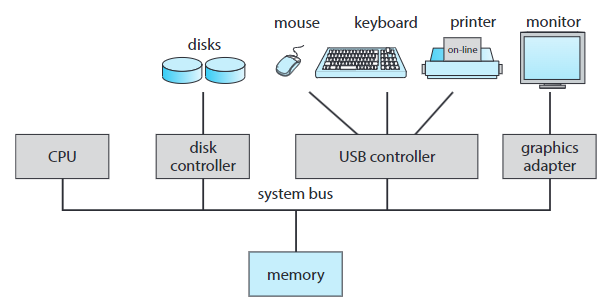 mouse
keyboard
printer
monitor
disks
on-line
CPU
disk
controller
USB controller
graphics
adapter
system bus
memory